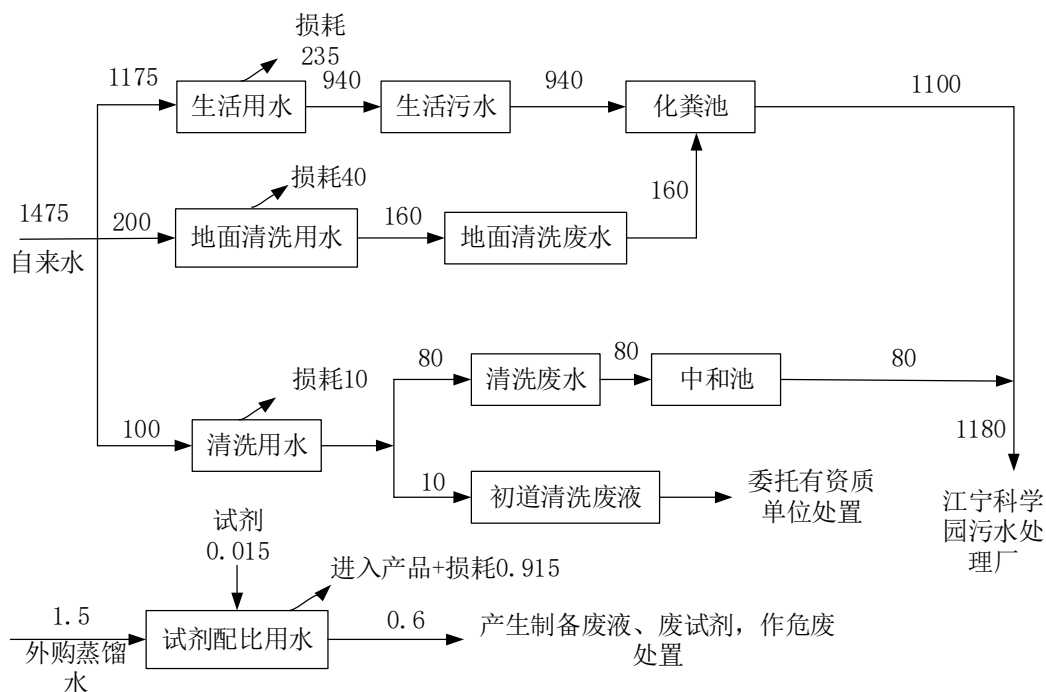 损耗
235
1175
生活用水
940
生活污水
940
化粪池
1100
损耗40
1475
自来水
200
地面清洗用水
160
地面清洗废水
160
损耗10
100
清洗用水
80
清洗废水
80
中和池
80
1180
10
初道清洗废液
委托有资质
单位处置
江宁科学
园污水处
理厂
试剂
0.015
进入产品+损耗0.915
1.5
外购蒸馏
水
试剂配比用水
0.6
产生制备废液、废试剂，作危废
处置